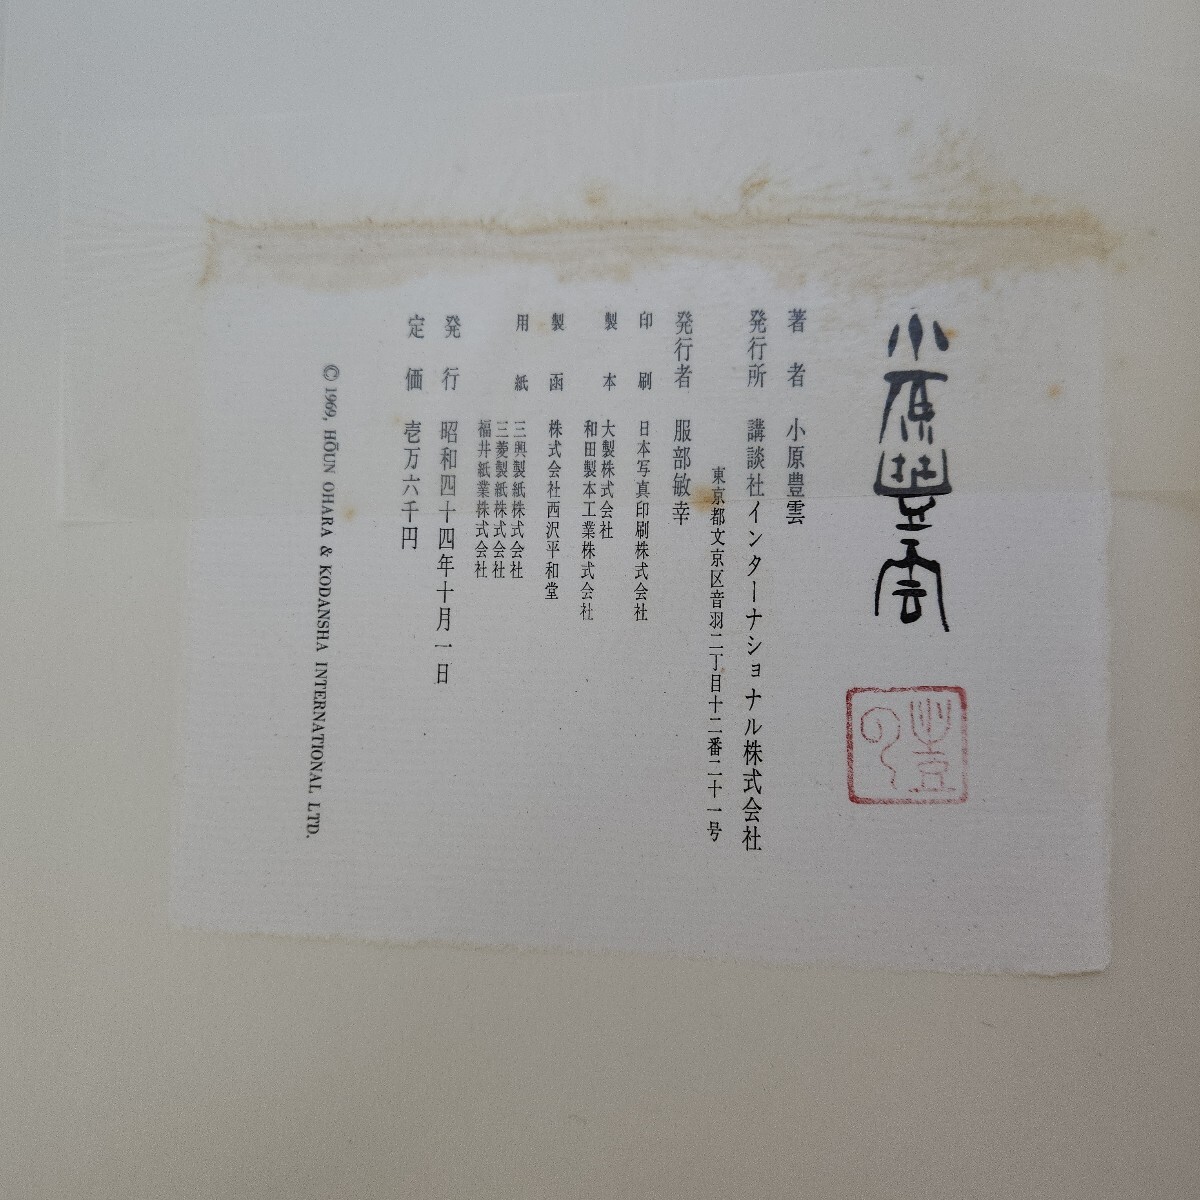 小原豊雲
著者 小原豊雲
発行所 講談社インターナショナル株式会社
東京都文京区音羽二丁目十二番二十一号
発行者 服部敏幸
印刷 日本写真印刷株式会社
製本 大製株式会社
和田製本工業株式会社
製函 株式会社西沢平和堂
用紙 三興製紙株式会社
三菱製紙株式会社
福井紙業株式会社
発行 昭和四十四年十月一日
定価 壱万六千円
© 1969, HŌUN OHARA & KODANSHA INTERNATIONAL LTD.